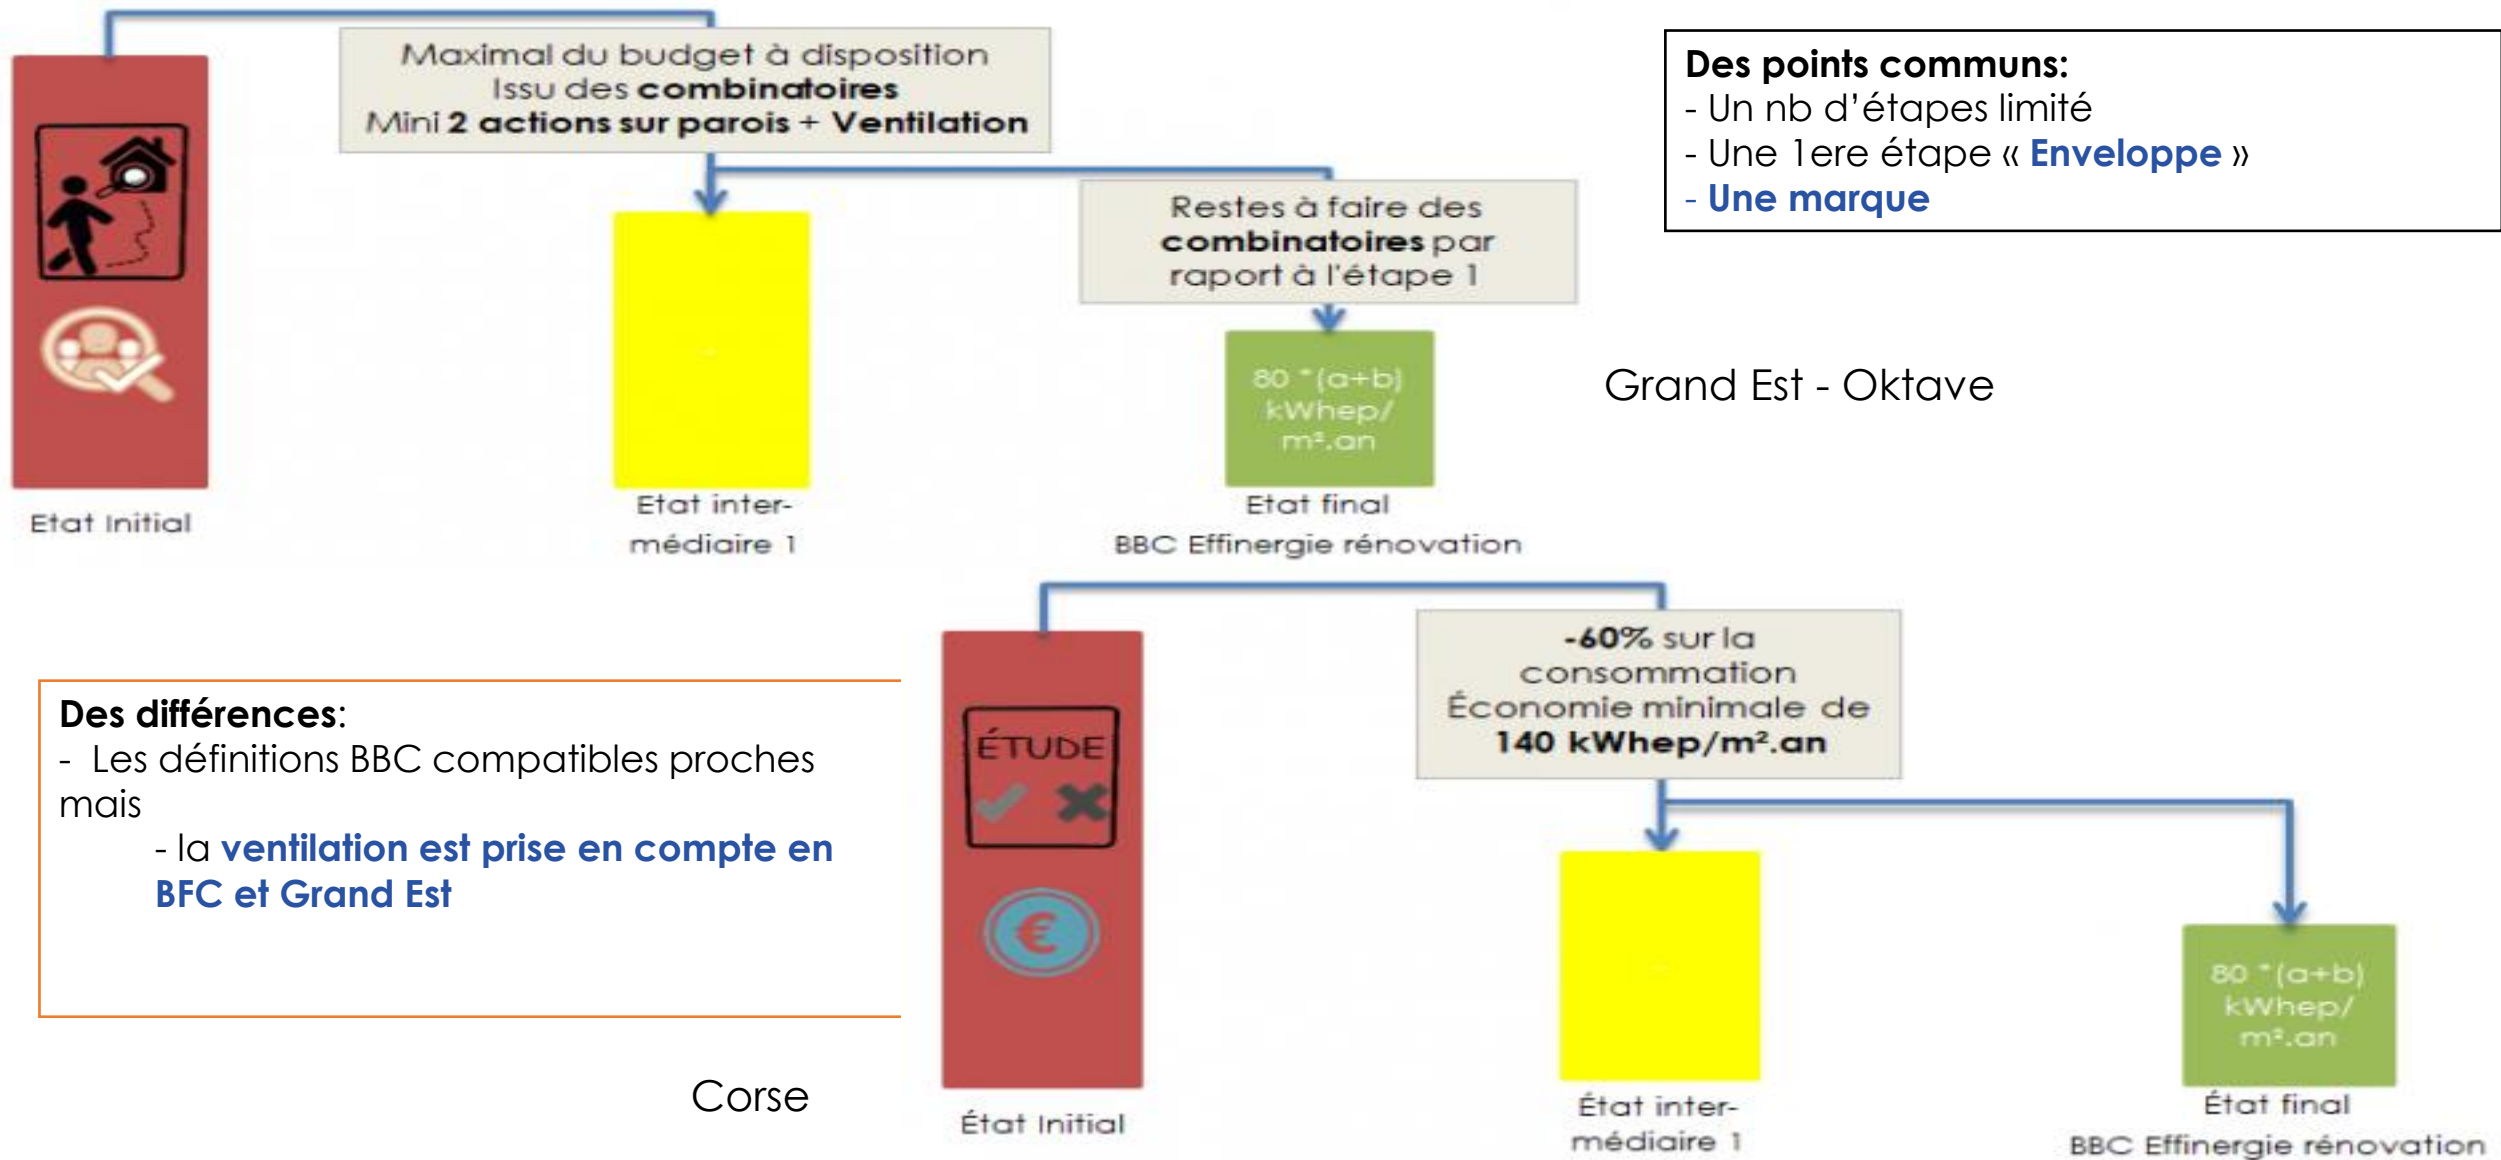 Maximal du budget à disposition
Issu des combinatoires
Mini 2 actions sur parois + Ventilation
Des points communs:
- Un nb d’étapes limité
- Une 1ere étape « Enveloppe »
- Une marque
Restes à faire des
combinatoires par
raport à l'étape 1
80 *(a+b)
kWhep/
m².an
Grand Est - Oktave
Etat Initial
Etat inter-
médiaire 1
Etat final
BBC Effinergie rénovation
-60% sur la
consommation
Économie minimale de
140 kWhep/m².an
Des différences:
- Les définitions BBC compatibles proches
mais
- la ventilation est prise en compte en
BFC et Grand Est
ÉTUDE
€
80 *(a+b)
kWhep/
m².an
Corse
État Initial
État inter-
médiaire 1
État final
BBC Effinergie rénovation